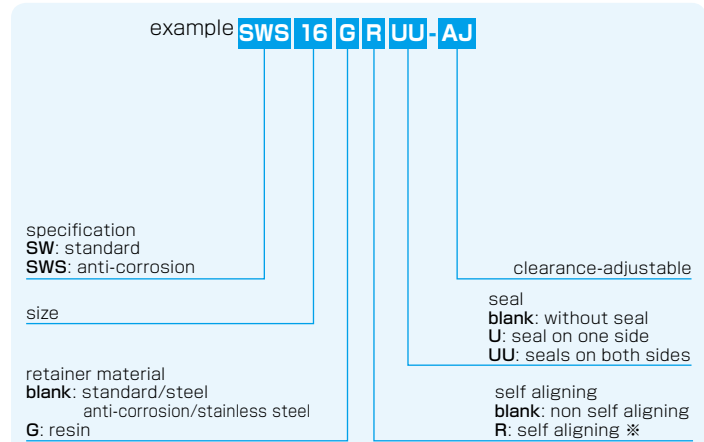 example SWS 16 G R UU - AJ
specification
SW: standard
SWS: anti-corrosion
clearance-adjustable
size
seal
blank: without seal
U: seal on one side
UU: seals on both sides
retainer material
blank: standard/steel
anti-corrosion/stainless steel
G: resin
self aligning
blank: non self aligning
R: self aligning ※